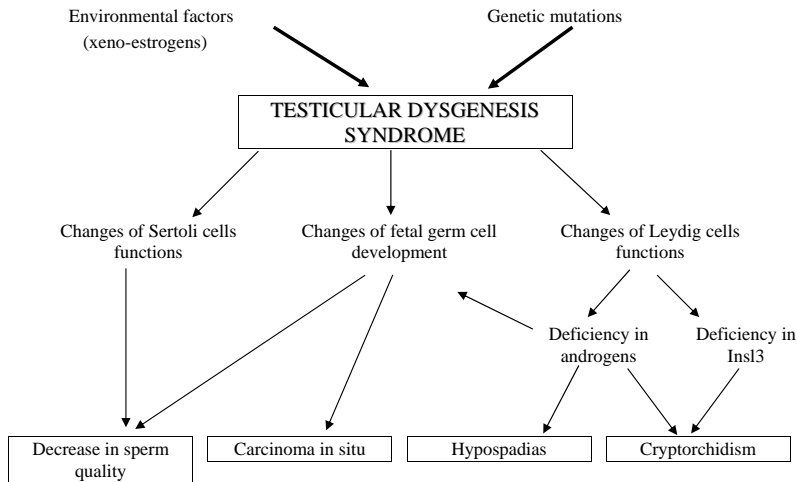 Environmental factors
(xeno-estrogens)
Genetic mutations
TESTICULAR DYSGENESIS
SYNDROME
Changes of Sertoli cells
functions
Changes of fetal germ cell
development
Changes of Leydig cells
functions
Deficiency in
androgens
Deficiency in
Insl3
Decrease in sperm
quality
Carcinoma in situ
Hypospadias
Cryptorchidism